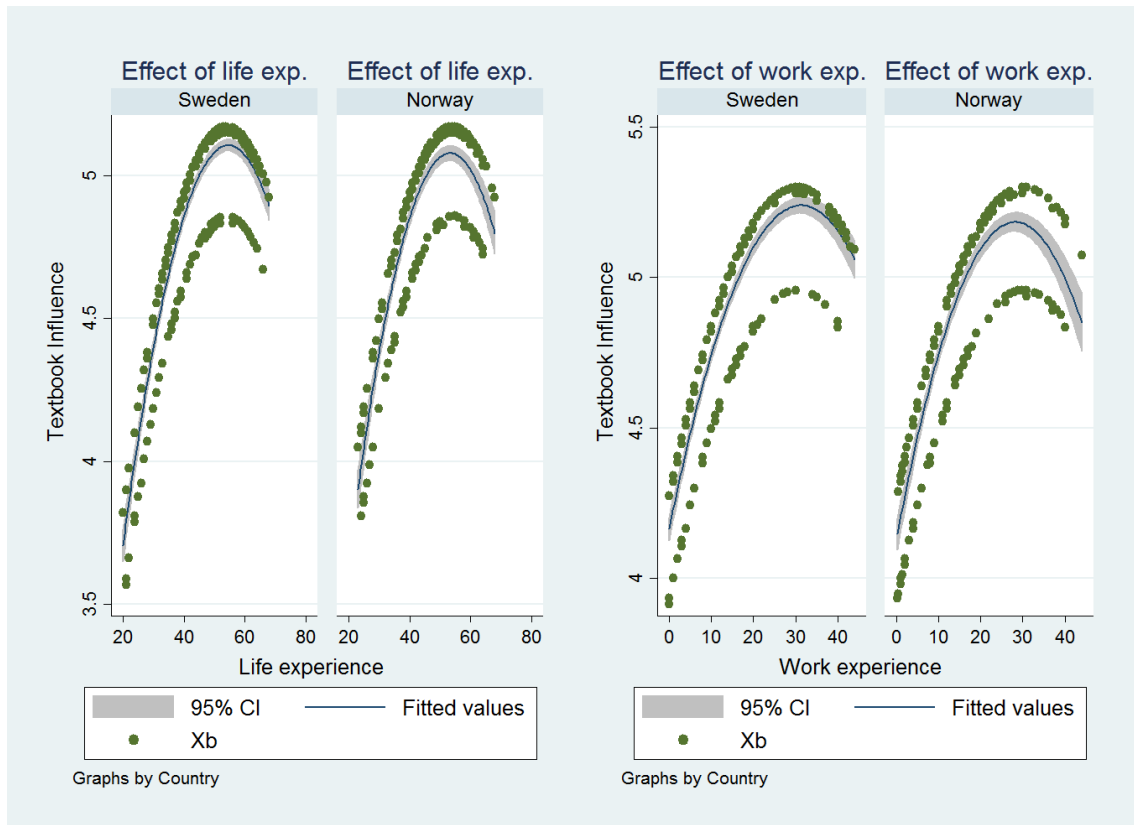 Effect of life exp.
Effect of life exp.
Sweden
Norway
5
4.5
4
3.5
Textbook Influence
20 40 60 80
20 40 60 80
Life experience
95% CI
Fitted values
Xb
Graphs by Country
Effect of work exp.
Effect of work exp.
Sweden
Norway
5.5
5
4.5
4
Textbook Influence
0 10 20 30 40
0 10 20 30 40
Work experience
95% CI
Fitted values
Xb
Graphs by Country